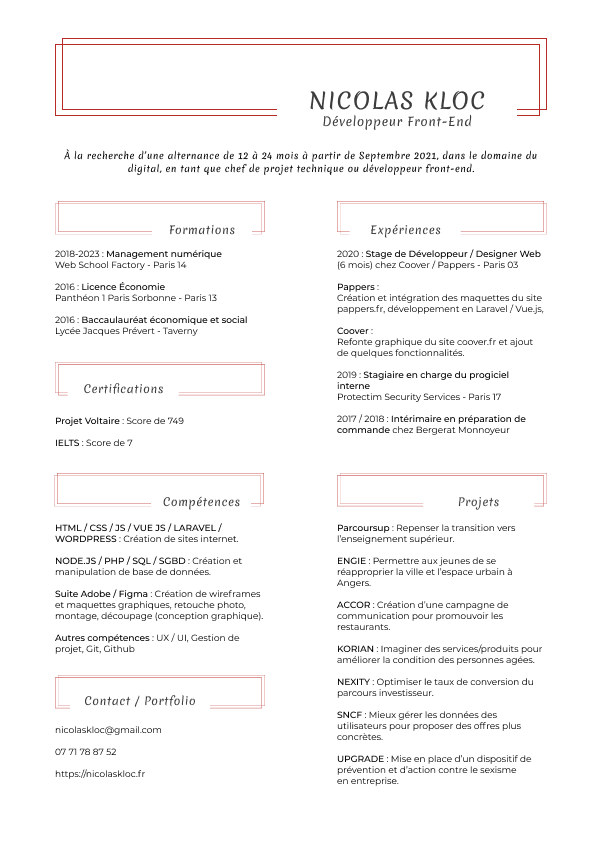 NICOLAS KLOC
Développeur Front-End
À la recherche d'une alternance de 12 à 24 mois à partir de Septembre 2021, dans le domaine du
digital, en tant que chef de projet technique ou développeur front-end.
Formations
2018-2023 : Management numérique
Web School Factory - Paris 14
2016 : Licence Économie
Panthéon 1 Paris Sorbonne - Paris 13
2016 : Baccaulauréat économique et social
Lycée Jacques Prévert - Taverny
Certifications
Projet Voltaire : Score de 749
IELTS : Score de 7
Compétences
HTML / CSS / JS / VUE JS / LARAVEL /
WORDPRESS : Création de sites internet.
NODE.JS / PHP / SQL / SGBD : Création et
manipulation de base de données.
Suite Adobe / Figma : Création de wireframes
et maquettes graphiques, retouche photo,
montage, découpage (conception graphique).
Autres compétences : UX / UI, Gestion de
projet, Git, Github
Contact / Portfolio
nicolaskloc@gmail.com
07 71 78 87 52
https://nicolaskloc.fr
Expériences
2020 : Stage de Développeur / Designer Web
(6 mois) chez Coover / Pappers - Paris 03
Pappers :
Création et intégration des maquettes du site
pappers.fr, développement en Laravel / Vue.js,
Coover :
Refonte graphique du site coover.fr et ajout
de quelques fonctionnalités.
2019 : Stagiaire en charge du progiciel
interne
Protectim Security Services - Paris 17
2017 / 2018 : Intérimaire en préparation de
commande chez Bergerat Monnoyeur
Projets
Parcoursup : Repenser la transition vers
l'enseignement supérieur.
ENGIE : Permettre aux jeunes de se
réapproprier la ville et l'espace urbain à
Angers.
ACCOR : Création d'une campagne de
communication pour promouvoir les
restaurants.
KORIAN : Imaginer des services/produits pour
améliorer la condition des personnes agées.
NEXITY : Optimiser le taux de conversion du
parcours investisseur.
SNCF : Mieux gérer les données des
utilisateurs pour proposer des offres plus
concrètes.
UPGRADE : Mise en place d'un dispositif de
prévention et d'action contre le sexisme
en entreprise.